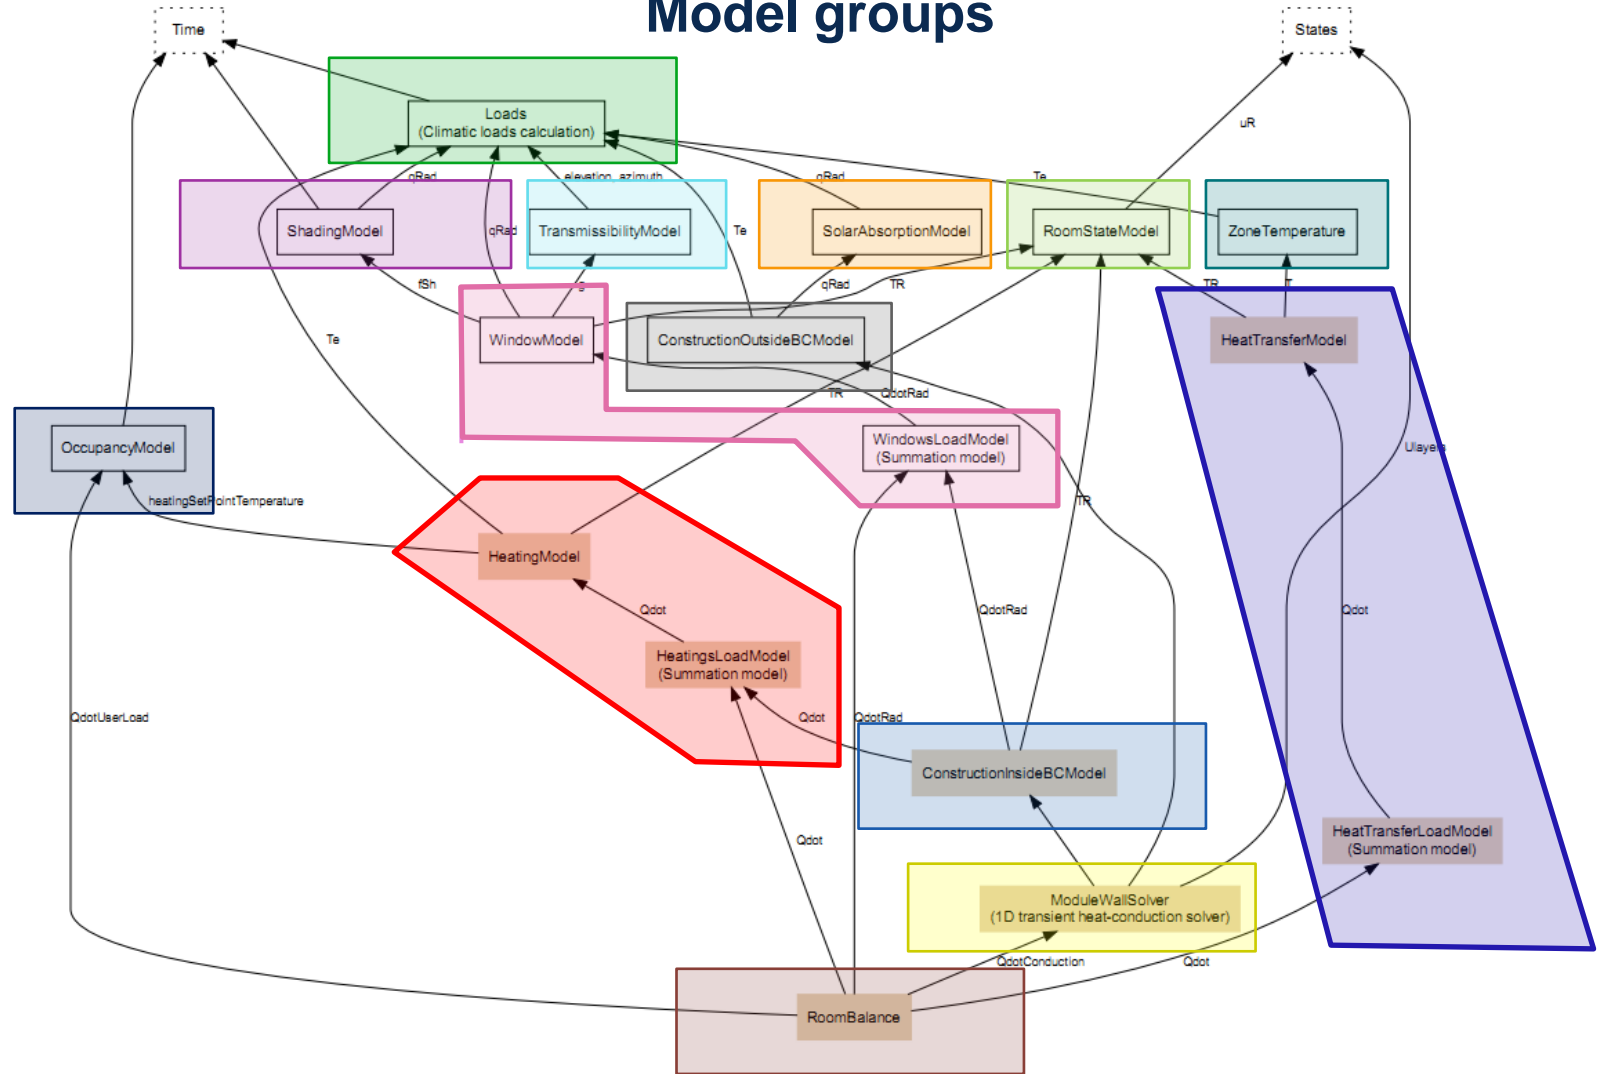 Model groups
Time
States
Loads
(Climatic loads calculation)
uR
qRad
elevation, azimuth
qRad
Te
ShadingModel
qRad
TransmissibilityModel
Te
SolarAbsorptionModel
RoomStateModel
ZoneTemperature
fSh
g
qRad
TR
TR
T
Te
WindowModel
ConstructionOutsideBCModel
HeatTransferModel
TR
QdotRad
OccupancyModel
WindowsLoadModel
(Summation model)
Ulayers
heatingSetPointTemperature
TR
HeatingModel
Qdot
QdotRad
Qdot
HeatingsLoadModel
(Summation model)
QdotUserLoad
Qdot
QdotRad
ConstructionInsideBCModel
Qdot
HeatTransferLoadModel
(Summation model)
ModuleWallSolver
(1D transient heat-conduction solver)
QdotConduction
Qdot
RoomBalance